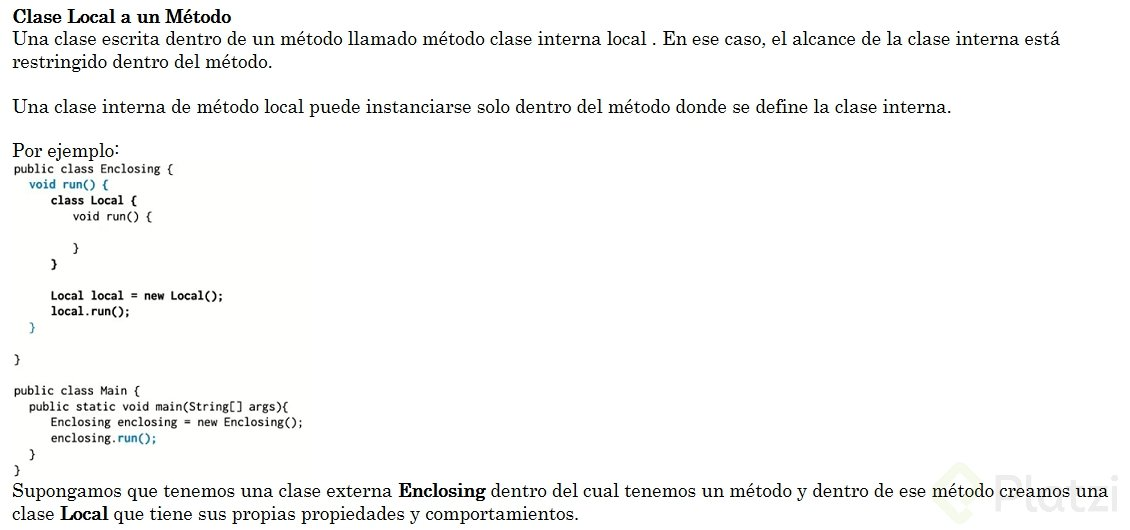 Clase Local a un Método
Una clase escrita dentro de un método llamado método clase interna local . En ese caso, el alcance de la clase interna está
restringido dentro del método.
Una clase interna de método local puede instanciarse solo dentro del método donde se define la clase interna.
Por ejemplo:
public class Enclosing {
void run() {
class Local {
void run() {
}
}
Local local = new Local();
local.run();
}
}
public class Main {
public static void main(String[] args){
Enclosing enclosing = new Enclosing();
enclosing.run();
}
}
Supongamos que tenemos una clase externa Enclosing dentro del cual tenemos un método y dentro de ese método creamos una
clase Local que tiene sus propias propiedades y comportamientos.
Platzi